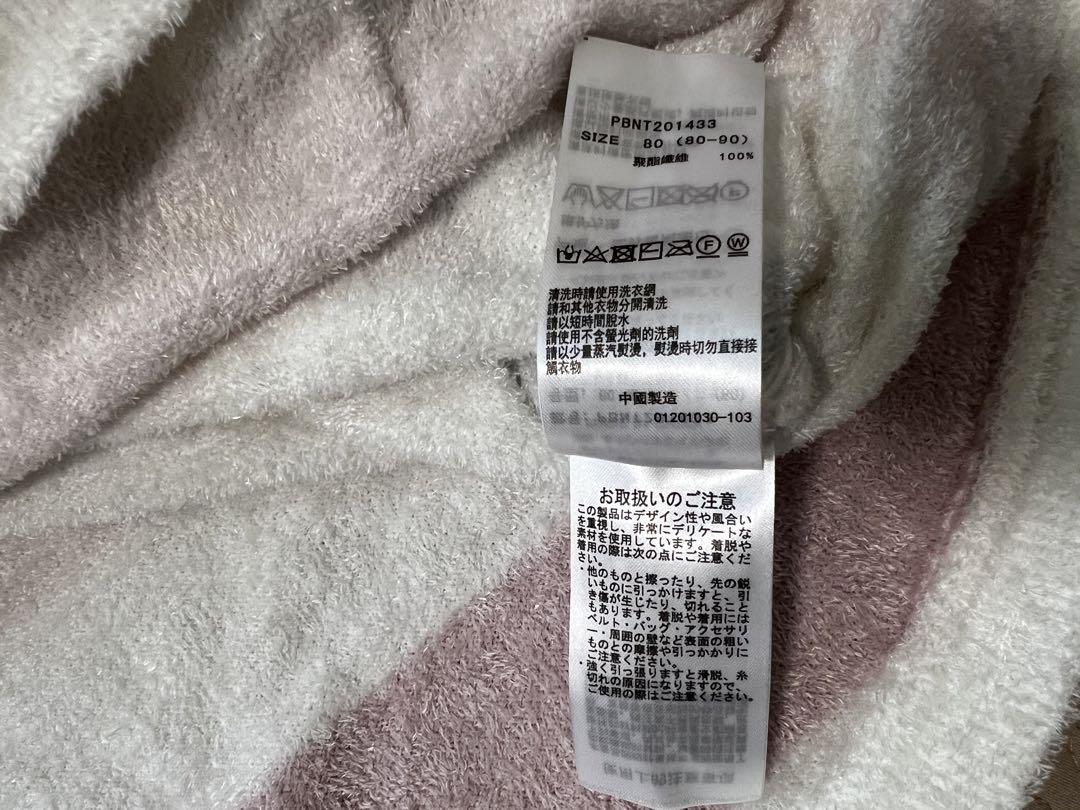 PBNT201433
SIZE 80 (80-90)
聚酯纖維 100%
F W
清洗時請使用洗衣網
請和其他衣物分開清洗
請以短時間脫水
請使用不含螢光劑的洗劑
請以少量蒸汽熨燙，熨燙時切勿直接接
觸衣物
中國製造
01201030-103
お取扱いのご注意
この製品はデザイン性や風合い
を重視し、非常にデリケートな
素材を使用しています。着脱や
着用の際は次の点にご注意くだ
さい。
・他のものと擦ったり、先の鋭
いものに引っかけますと、引
き傷が生じたり、切れること
もあります。着脱や着用には
ベルト・バッグ・アクセサリ
ー・周囲の壁など表面の粗い
ものとの摩擦や引っかかりに
ご注意ください。
・強く引っ張りますと滑脱、糸
切れの原因になりますので、
ご使用の際はご注意ください。